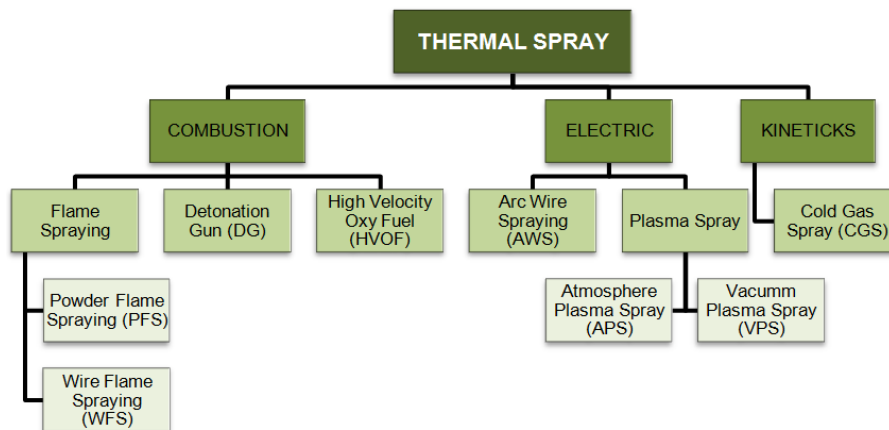 THERMAL SPRAY
COMBUSTION
ELECTRIC
KINETICKS
Flame
Spraying
Detonation
Gun (DG)
High Velocity
Oxy Fuel
(HVOF)
Arc Wire
Spraying
(AWS)
Plasma Spray
Cold Gas
Spray (CGS)
Powder Flame
Spraying (PFS)
Wire Flame
Spraying
(WFS)
Atmosphere
Plasma Spray
(APS)
Vacumm
Plasma Spray
(VPS)